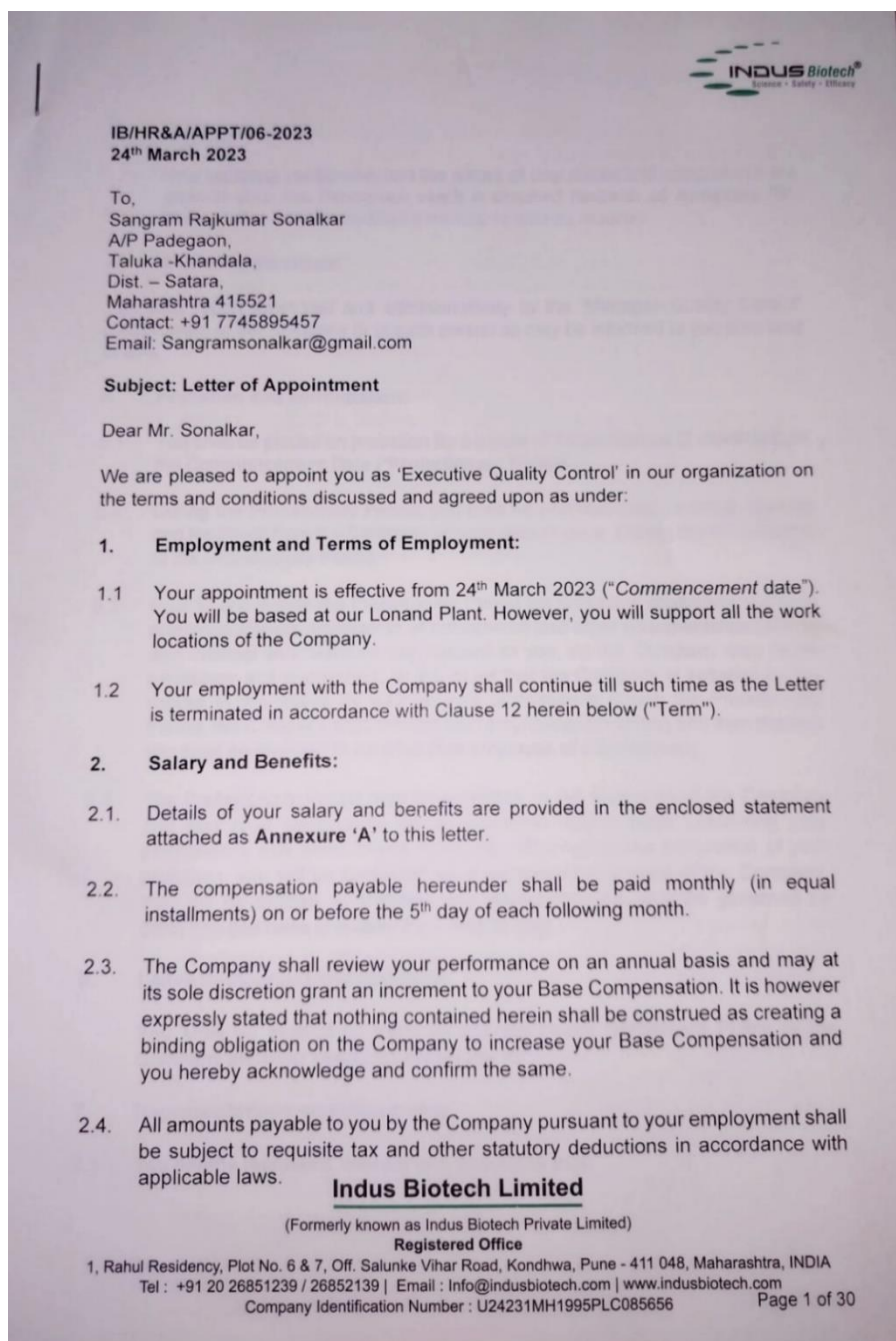 INDUS Biotech®
Science • Safety • Efficacy
IB/HR&A/APPT/06-2023
24th March 2023
To,
Sangram Rajkumar Sonalkar
A/P Padegaon,
Taluka -Khandala,
Dist. – Satara,
Maharashtra 415521
Contact: +91 7745895457
Email: Sangramsonalkar@gmail.com
Subject: Letter of Appointment
Dear Mr. Sonalkar,
We are pleased to appoint you as ‘Executive Quality Control’ in our organization on
the terms and conditions discussed and agreed upon as under:
1. Employment and Terms of Employment:
1.1 Your appointment is effective from 24th March 2023 (“Commencement date”).
You will be based at our Lonand Plant. However, you will support all the work
locations of the Company.
1.2 Your employment with the Company shall continue till such time as the Letter
is terminated in accordance with Clause 12 herein below ("Term").
2. Salary and Benefits:
2.1. Details of your salary and benefits are provided in the enclosed statement
attached as Annexure ‘A’ to this letter.
2.2. The compensation payable hereunder shall be paid monthly (in equal
installments) on or before the 5th day of each following month.
2.3. The Company shall review your performance on an annual basis and may at
its sole discretion grant an increment to your Base Compensation. It is however
expressly stated that nothing contained herein shall be construed as creating a
binding obligation on the Company to increase your Base Compensation and
you hereby acknowledge and confirm the same.
2.4. All amounts payable to you by the Company pursuant to your employment shall
be subject to requisite tax and other statutory deductions in accordance with
applicable laws.
Indus Biotech Limited
(Formerly known as Indus Biotech Private Limited)
Registered Office
1, Rahul Residency, Plot No. 6 & 7, Off. Salunke Vihar Road, Kondhwa, Pune - 411 048, Maharashtra, INDIA
Tel : +91 20 26851239 / 26852139 | Email : Info@indusbiotech.com | www.indusbiotech.com
Company Identification Number : U24231MH1995PLC085656 Page 1 of 30